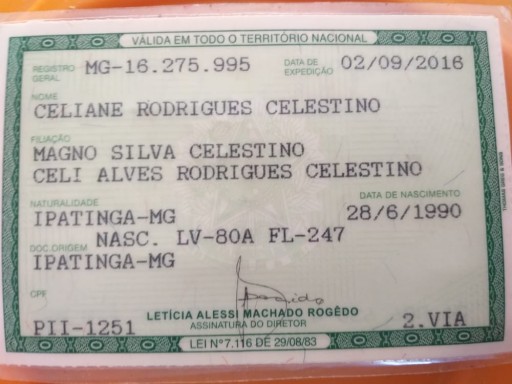 VÁLIDA EM TODO O TERRITÓRIO NACIONAL
REGISTRO GERAL MG-16.275.995 DATA DE EXPEDIÇÃO 02/09/2016
NOME
CELIANE RODRIGUES CELESTINO
FILIAÇÃO
MAGNO SILVA CELESTINO
CELI ALVES RODRIGUES CELESTINO
NATURALIDADE DATA DE NASCIMENTO
IPATINGA-MG 28/6/1990
DOC.ORIGEM NASC. LV-80A FL-247
IPATINGA-MG
CPF
LETÍCIA ALESSI MACHADO ROGÊDO
ASSINATURA DO DIRETOR
PII-1251 2.VIA
LEI Nº 7.116 DE 29/08/83